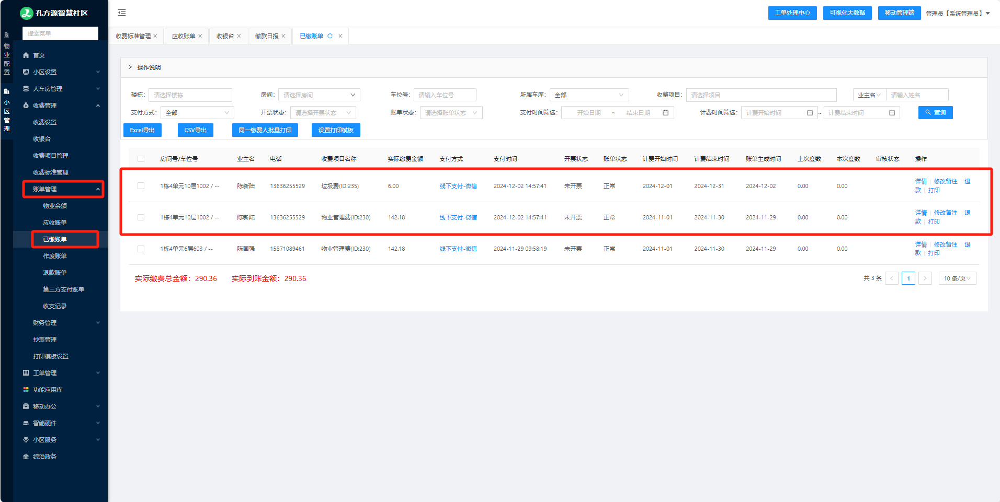 孔方源智慧社区
搜索菜单
物业配置
小区管理
首页
小区设置
人车房管理
收费管理
收费设置
收银台
收费项目管理
收费标准管理
账单管理
物业余额
应收账单
已缴账单
作废账单
退款账单
第三方支付账单
收支记录
财务管理
抄表管理
打印模板设置
工单管理
功能应用库
移动办公
智能硬件
小区服务
综治政务
工单处理中心 可视化大数据 移动管理端 管理员【系统管理员】
收费标准管理 应收账单 收银台 缴款日报 已缴账单
操作说明
楼栋: 请选择楼栋 房间: 请选择房间 车位号: 请输入车位号 所属车库: 全部 收费项目: 请选择项目 业主名 请输入姓名
支付方式: 全部 开票状态: 请选择开票状态 账单状态: 请选择账单状态 支付时间筛选: 开始日期 ~ 结束日期 计费时间筛选: 计费开始时间 ~ 计费结束时间 查询
Excel导出 CSV导出 同一缴费人批量打印 设置打印模板
房间号/车位号 业主名 电话 收费项目名称 实际缴费金额 支付方式 支付时间 开票状态 账单状态 计费开始时间 计费结束时间 账单生成时间 上次度数 本次度数 审核状态 操作
1栋4单元10层1002 / -- 陈新陆 13636255529 垃圾费(ID:235) 6.00 线下支付-微信 2024-12-02 14:57:41 未开票 正常 2024-12-01 2024-12-31 2024-12-02 0.00 0.00 详情 修改备注 退
款 打印
1栋4单元10层1002 / -- 陈新陆 13636255529 物业管理费(ID:230) 142.18 线下支付-微信 2024-12-02 14:57:41 未开票 正常 2024-11-01 2024-11-30 2024-11-29 0.00 0.00 详情 修改备注 退
款 打印
1栋4单元6层603 / -- 陈国强 15871089461 物业管理费(ID:230) 142.18 线下支付-微信 2024-11-29 09:58:19 未开票 正常 2024-11-01 2024-11-30 2024-11-29 0.00 0.00 详情 修改备注 退
款 打印
实际缴费总金额：290.36 实际到账金额：290.36 共 3 条 < 1 > 10 条/页